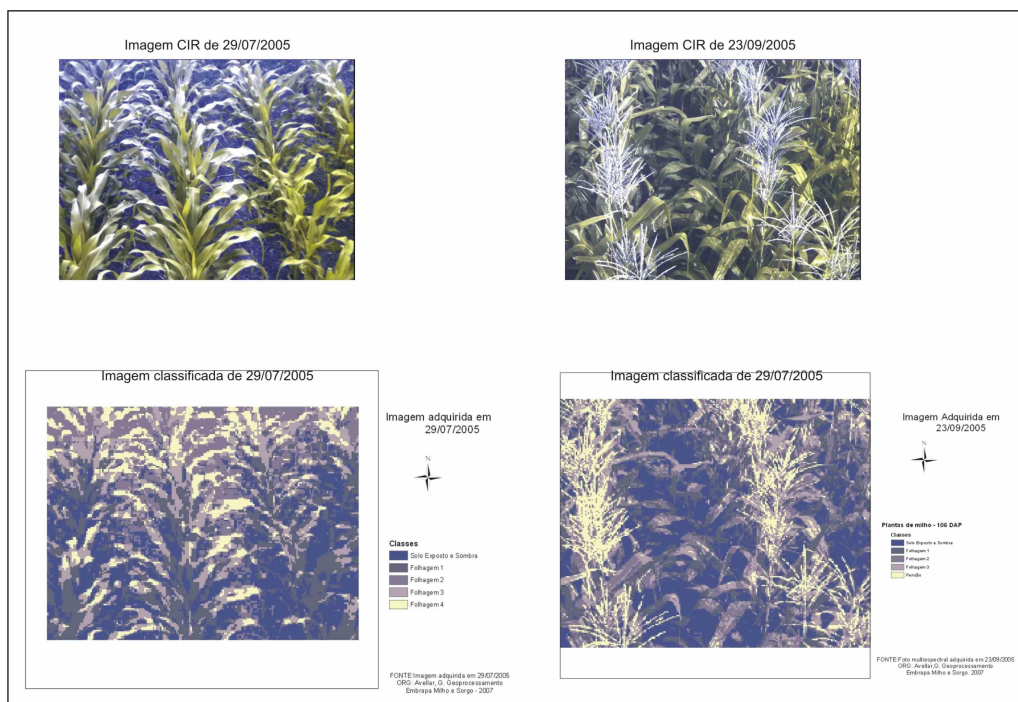 Imagem CIR de 29/07/2005
Imagem CIR de 23/09/2005
Imagem classificada de 29/07/2005
Imagem adquirida em
29/07/2005
N
Classes
Solo Exposto e Sombra
Folhagem 1
Folhagem 2
Folhagem 3
Folhagem 4
FONTE:Imagem adquirida em 29/07/2005
ORG: Avellar, G. Geoprocessamento
Embrapa Milho e Sorgo - 2007
Imagem classificada de 29/07/2005
Imagem Adquirida em
23/09/2005
N
Plantas de milho - 106 DAP
Classes
Solo Exposto e Sombra
Folhagem 1
Folhagem 2
Folhagem 3
Pendão
FONTE:Foto multiespectral adquirida em 23/09/2005
ORG: Avellar,G. Geoprocessamento
Embrapa Milho e Sorgo. 2007